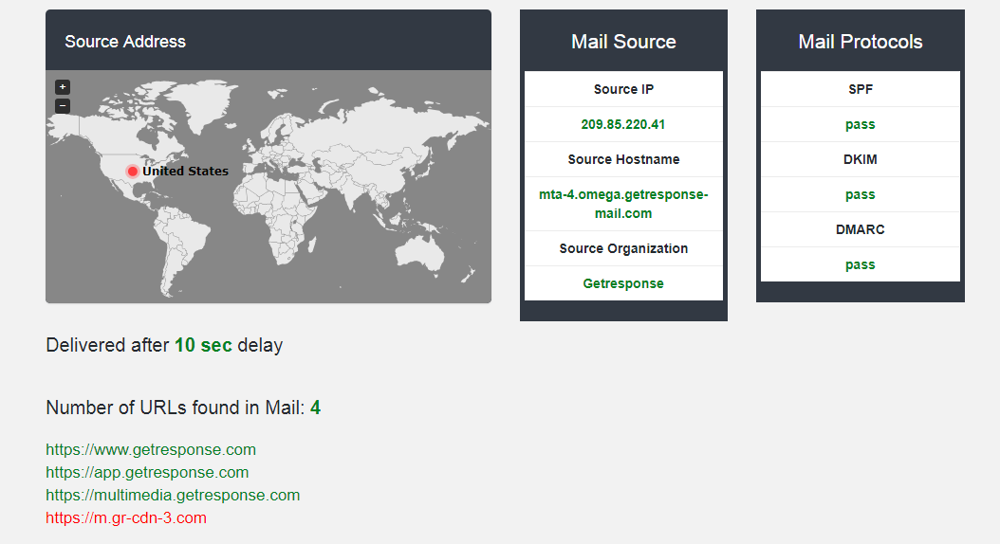 Source Address
+
−
United States
Mail Source
Source IP
209.85.220.41
Source Hostname
mta-4.omega.getresponse-
mail.com
Source Organization
Getresponse
Mail Protocols
SPF
pass
DKIM
pass
DMARC
pass
Delivered after 10 sec delay
Number of URLs found in Mail: 4
https://www.getresponse.com
https://app.getresponse.com
https://multimedia.getresponse.com
https://m.gr-cdn-3.com